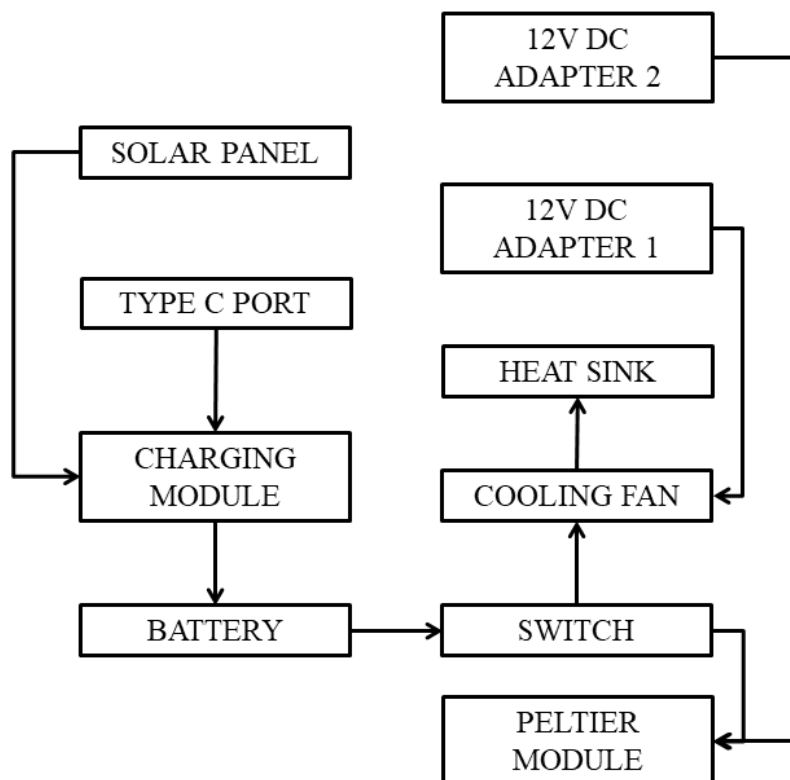 12V DC
ADAPTER 2
SOLAR PANEL
12V DC
ADAPTER 1
TYPE C PORT
HEAT SINK
CHARGING
MODULE
COOLING FAN
BATTERY
SWITCH
PELTIER
MODULE